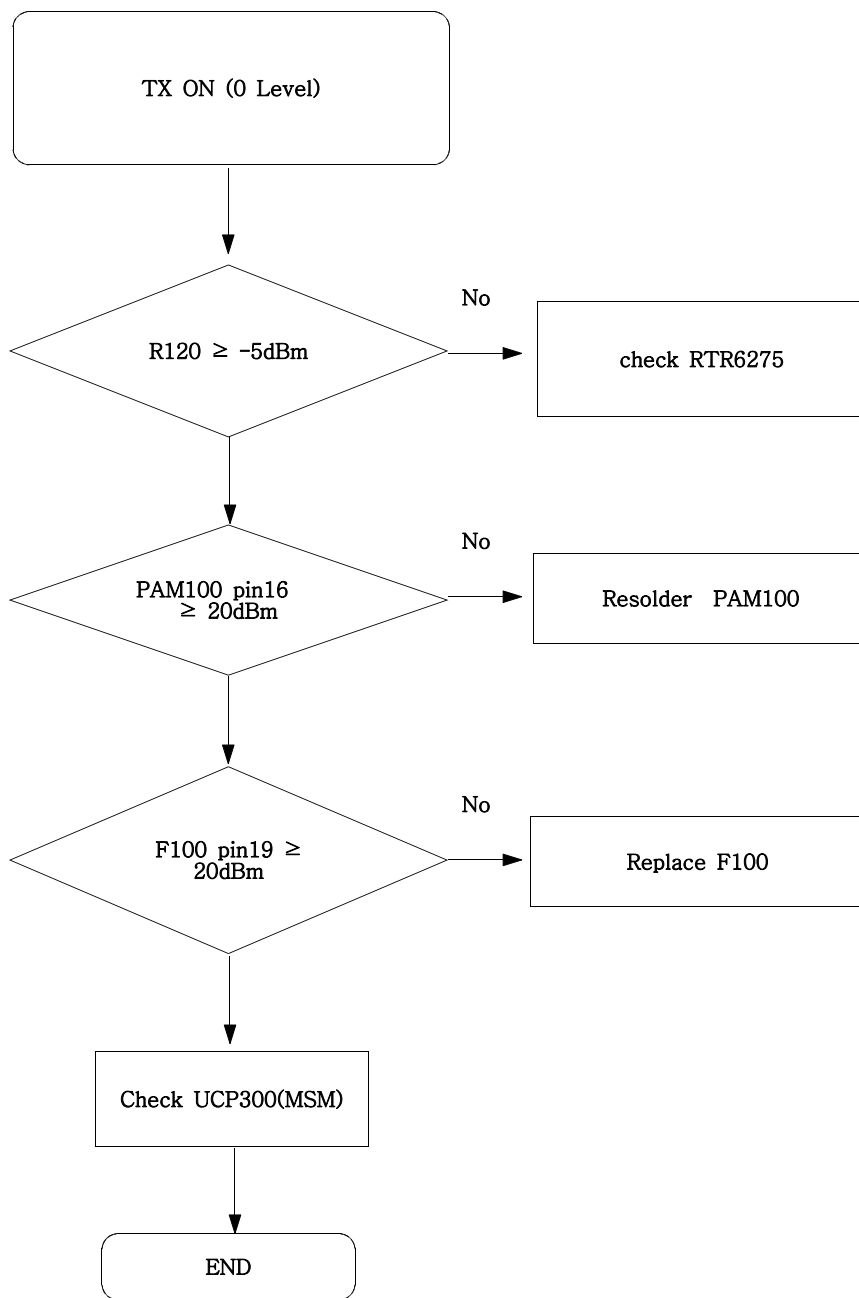 TX ON (0 Level)
No
R120 ≥ -5dBm
check RTR6275
No
PAM100 pin16
≥ 20dBm
Resolder PAM100
No
F100 pin19 ≥
20dBm
Replace F100
Check UCP300(MSM)
END